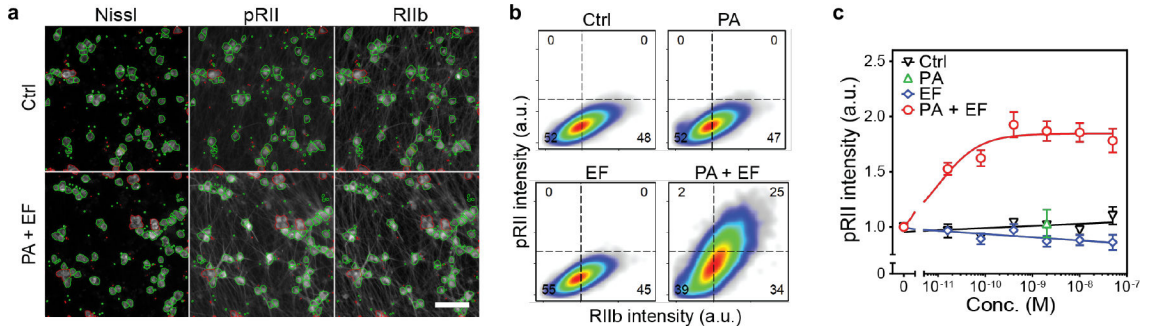 a
Nissl pRII RIIb
Ctrl
PA + EF
b
Ctrl PA
0 0 0 0
52 48 52 47
EF PA + EF
0 0 2 25
55 45 39 34
pRII intensity (a.u.)
RIIb intensity (a.u.)
c
2.5
2.0
1.5
1.0
0
pRII intensity (a.u.)
Ctrl
PA
EF
PA + EF
0 10⁻¹¹ 10⁻¹⁰ 10⁻⁹ 10⁻⁸ 10⁻⁷
Conc. (M)